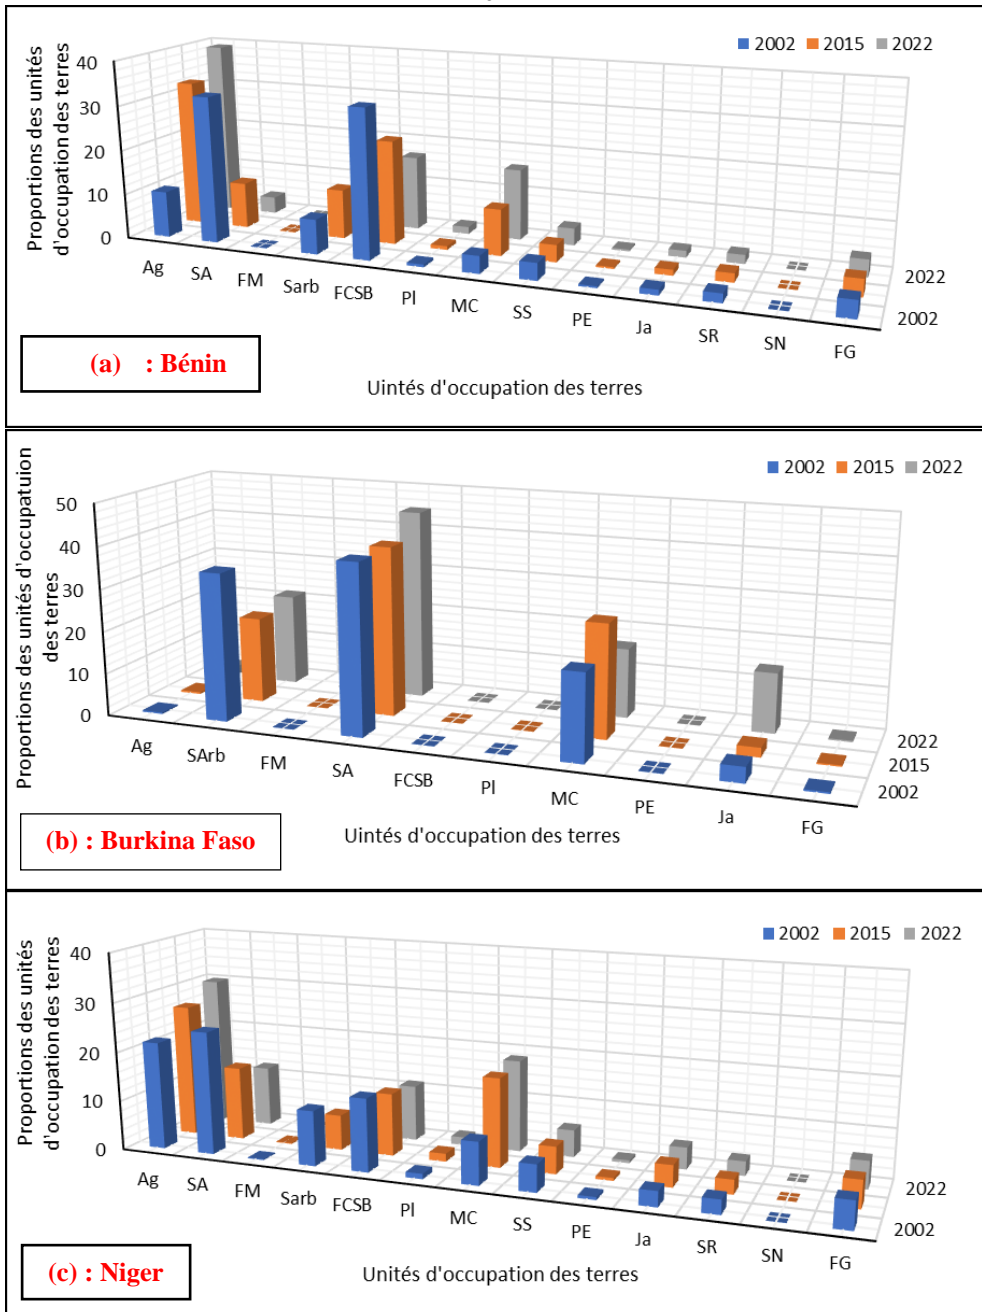 2002 2015 2022
40
30
20
10
0
Proportions des unités
d'occupation des terres
Ag SA FM Sarb FCSB Pl MC SS PE Ja SR SN FG
2022
2002
(a) : Bénin
Uintés d'occupation des terres
2002 2015 2022
50
40
30
20
10
0
Proportions des unités d'occupatuion
des terres
Ag SArb FM SA FCSB Pl MC PE Ja FG
2022
2015
2002
(b) : Burkina Faso
Uintés d'occupation des terres
2002 2015 2022
40
30
20
10
0
Proportions des unités
d'occupation des terres
Ag SA FM Sarb FCSB Pl MC SS PE Ja SR SN FG
2022
2002
(c) : Niger
Unités d'occupation des terres